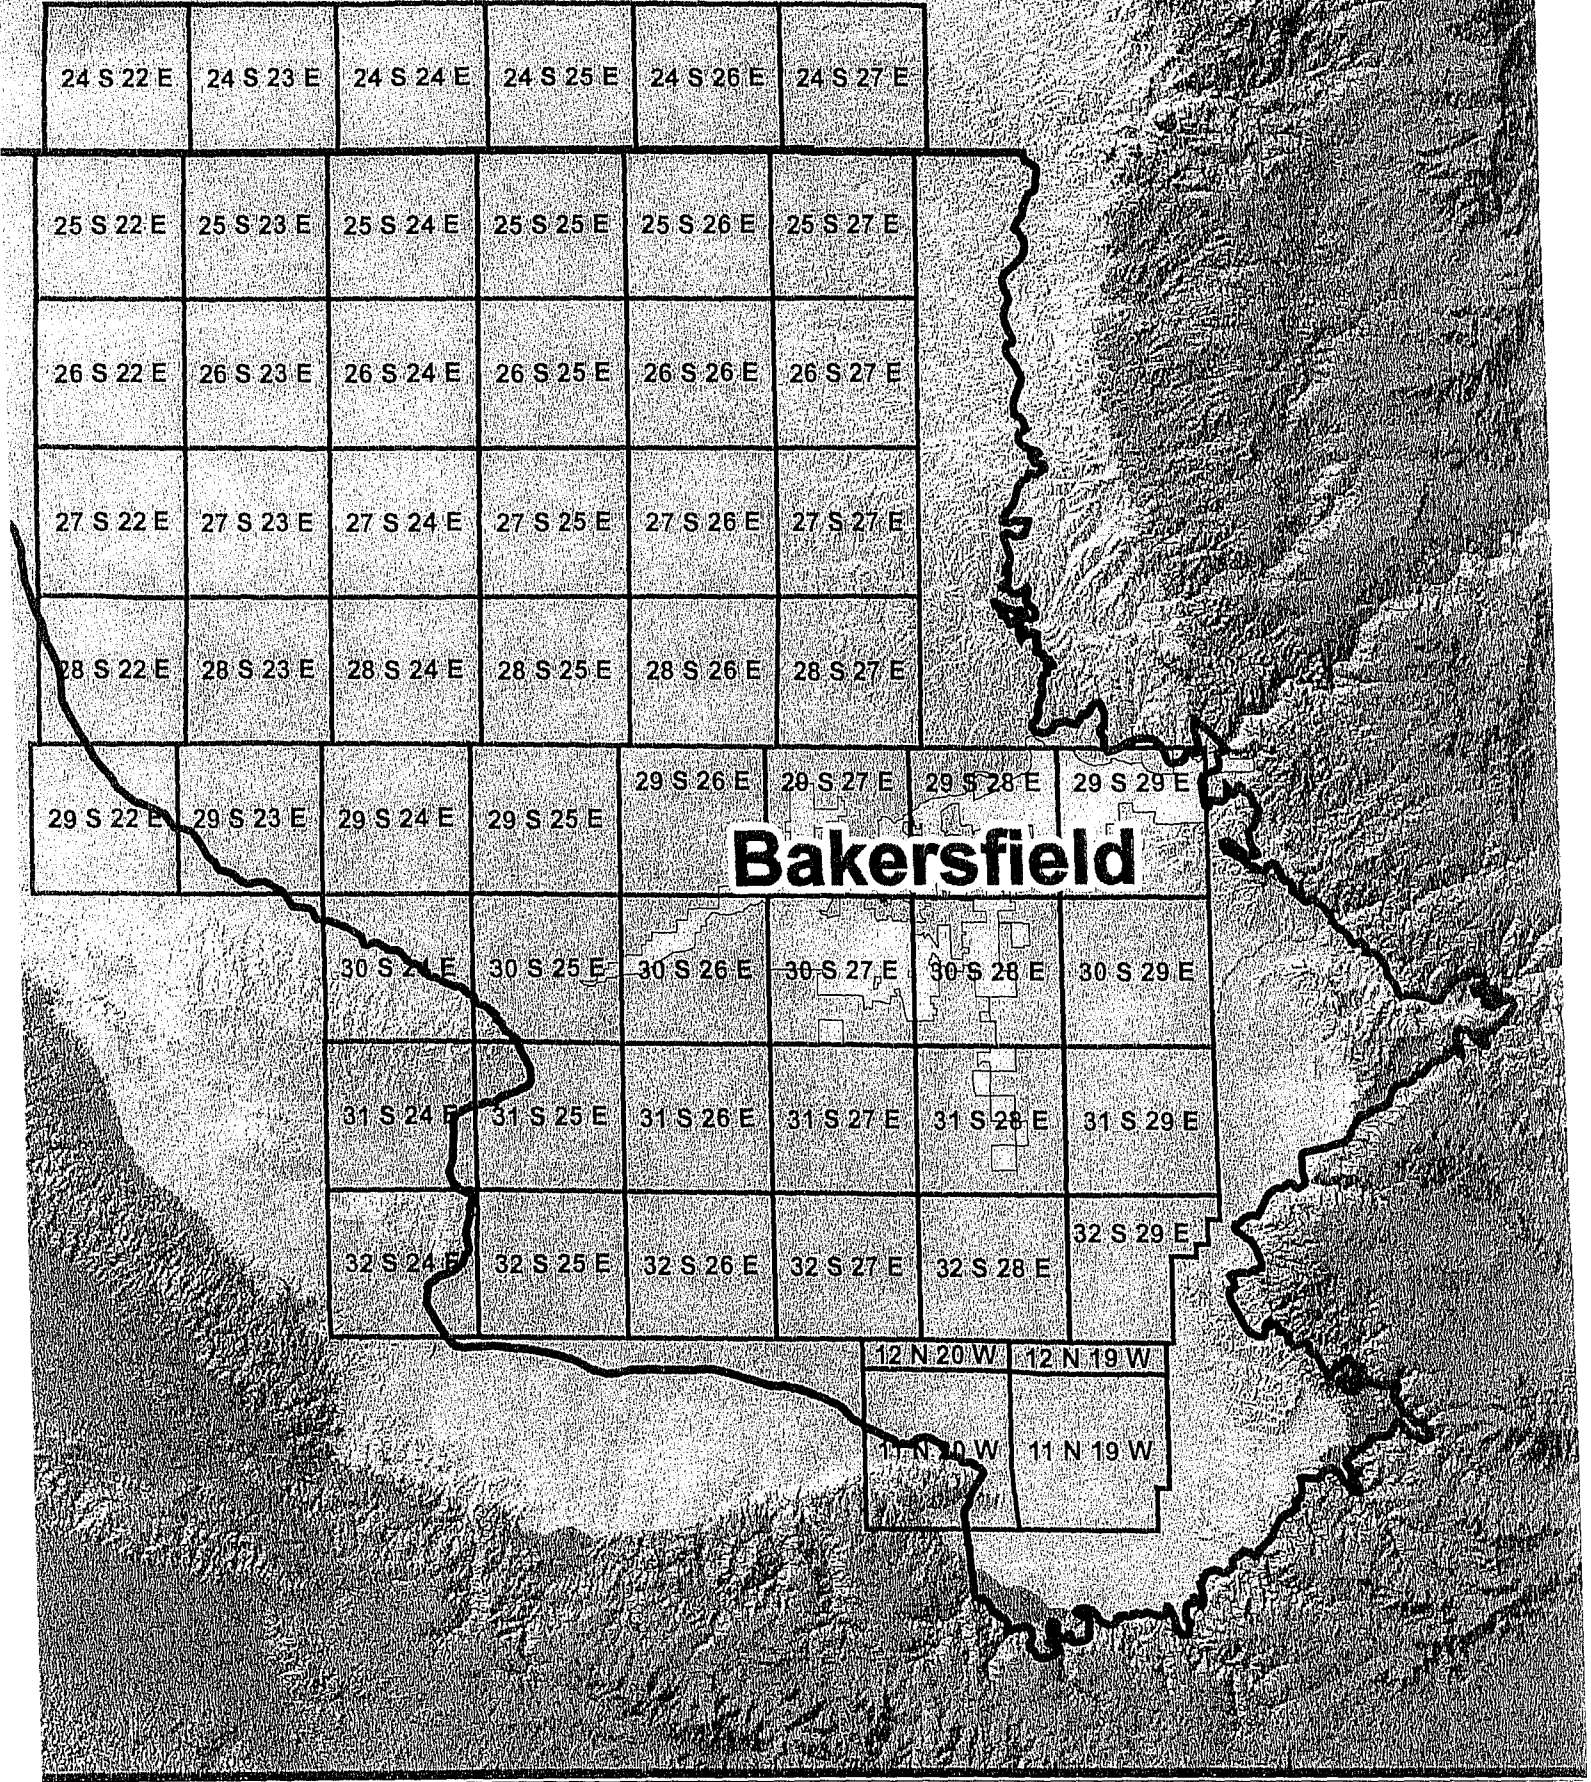 24 S 22 E 24 S 23 E 24 S 24 E 24 S 25 E 24 S 26 E 24 S 27 E
25 S 22 E 25 S 23 E 25 S 24 E 25 S 25 E 25 S 26 E 25 S 27 E
26 S 22 E 26 S 23 E 26 S 24 E 26 S 25 E 26 S 26 E 26 S 27 E
27 S 22 E 27 S 23 E 27 S 24 E 27 S 25 E 27 S 26 E 27 S 27 E
28 S 22 E 28 S 23 E 28 S 24 E 28 S 25 E 28 S 26 E 28 S 27 E
29 S 26 E 29 S 27 E 29 S 28 E 29 S 29 E
29 S 22 E 29 S 23 E 29 S 24 E 29 S 25 E
Bakersfield
30 S 24 E 30 S 25 E 30 S 26 E 30 S 27 E 30 S 28 E 30 S 29 E
31 S 24 E 31 S 25 E 31 S 26 E 31 S 27 E 31 S 28 E 31 S 29 E
32 S 29 E
32 S 24 E 32 S 25 E 32 S 26 E 32 S 27 E 32 S 28 E
12 N 20 W 12 N 19 W
11 N 20 W 11 N 19 W